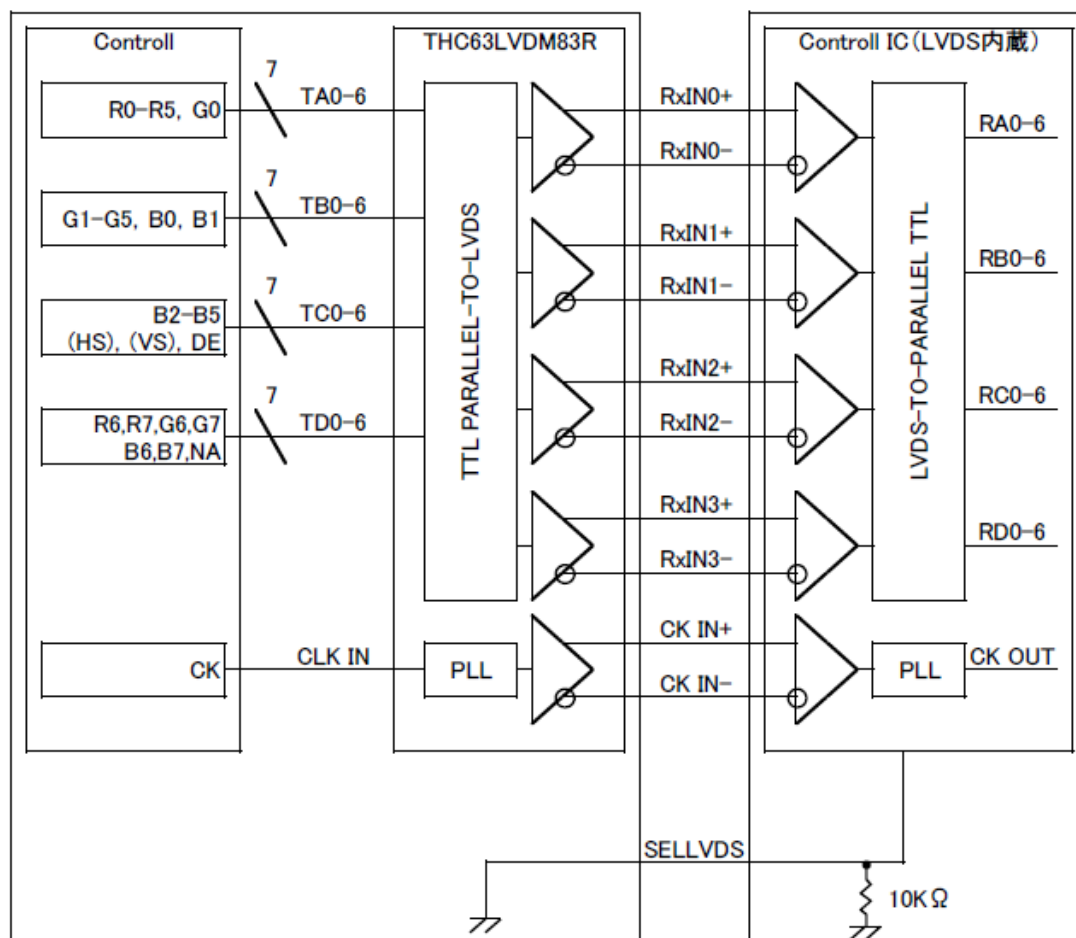 Controll
THC63LVDM83R
Controll IC(LVDS内蔵)
7
R0-R5, G0
TA0-6
RxIN0+
RxIN0-
RA0-6
7
G1-G5, B0, B1
TB0-6
RxIN1+
RxIN1-
RB0-6
7
B2-B5
(HS), (VS), DE
TC0-6
RxIN2+
RxIN2-
RC0-6
7
R6,R7,G6,G7
B6,B7,NA
TD0-6
RxIN3+
RxIN3-
RD0-6
TTL PARALLEL-TO-LVDS
LVDS-TO-PARALLEL TTL
CK
CLK IN
PLL
CK IN+
CK IN-
PLL
CK OUT
SELLVDS
10KΩ